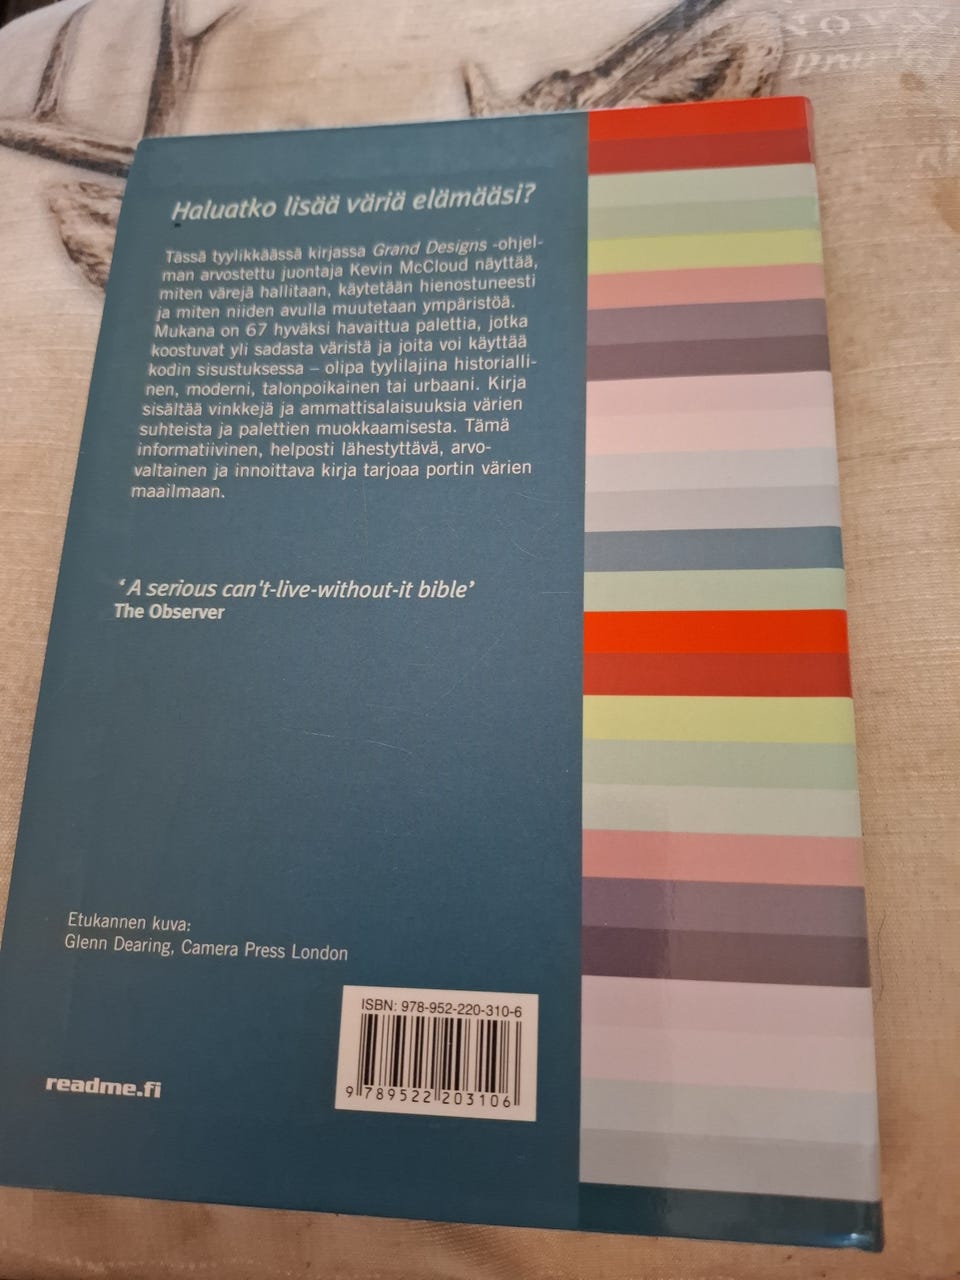 Haluatko lisää väriä elämääsi?
Tässä tyylikkäässä kirjassa Grand Designs -ohjel-
man arvostettu juontaja Kevin McCloud näyttää,
miten värejä hallitaan, käytetään hienostuneesti
ja miten niiden avulla muutetaan ympäristöä.
Mukana on 67 hyväksi havaittua palettia, jotka
koostuvat yli sadasta väristä ja joita voi käyttää
kodin sisustuksessa – olipa tyylilajina historialli-
nen, moderni, talonpoikainen tai urbaani. Kirja
sisältää vinkkejä ja ammattisalaisuuksia värien
suhteista ja palettien muokkaamisesta. Tämä
informatiivinen, helposti lähestyttävä, arvo-
valtainen ja innoittava kirja tarjoaa portin värien
maailmaan.
‘A serious can't-live-without-it bible’
The Observer
Etukannen kuva:
Glenn Dearing, Camera Press London
ISBN: 978-952-220-310-6
9 789522 203106
readme.fi